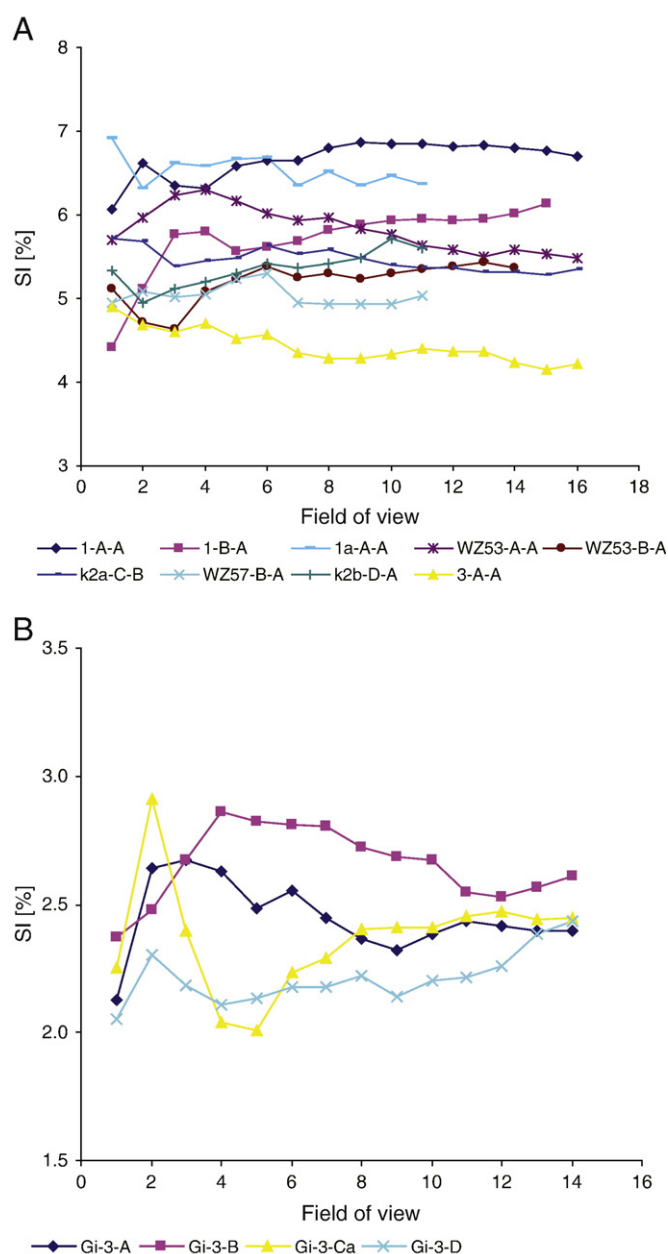 A
SI [%]
8
7
6
5
4
3
0 2 4 6 8 10 12 14 16 18
Field of view
1-A-A 1-B-A 1a-A-A WZ53-A-A WZ53-B-A
k2a-C-B WZ57-B-A k2b-D-A 3-A-A
B
SI [%]
3.5
3.0
2.5
2.0
1.5
0 2 4 6 8 10 12 14 16
Field of view
Gi-3-A Gi-3-B Gi-3-Ca Gi-3-D